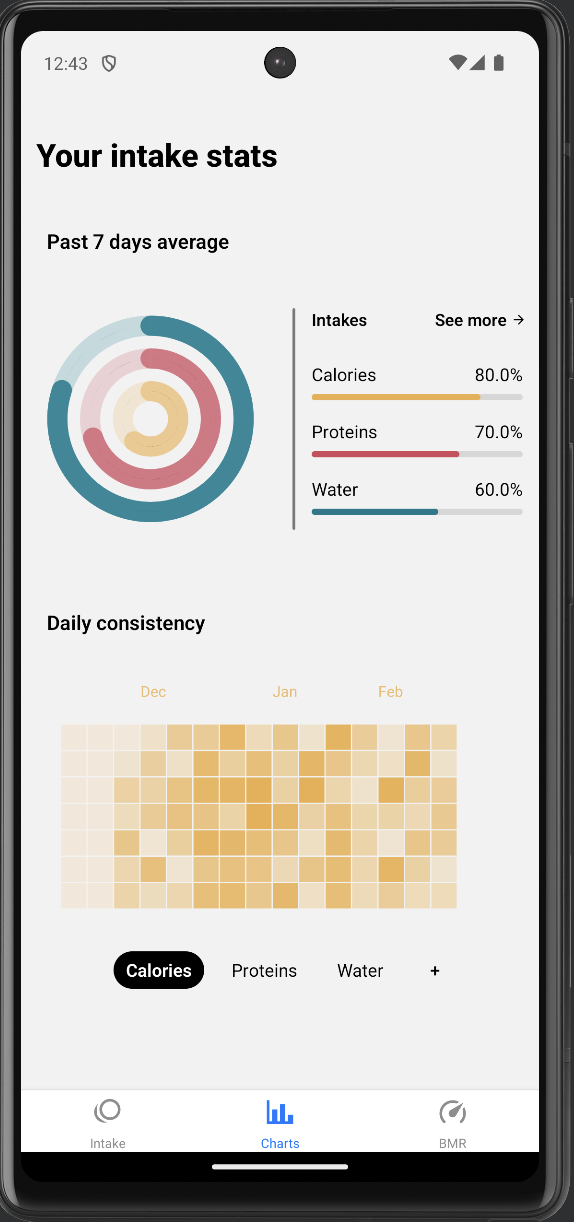 12:43
Your intake stats
Past 7 days average
Intakes See more →
Calories 80.0%
Proteins 70.0%
Water 60.0%
Daily consistency
Dec Jan Feb
Calories Proteins Water +
Intake Charts BMR